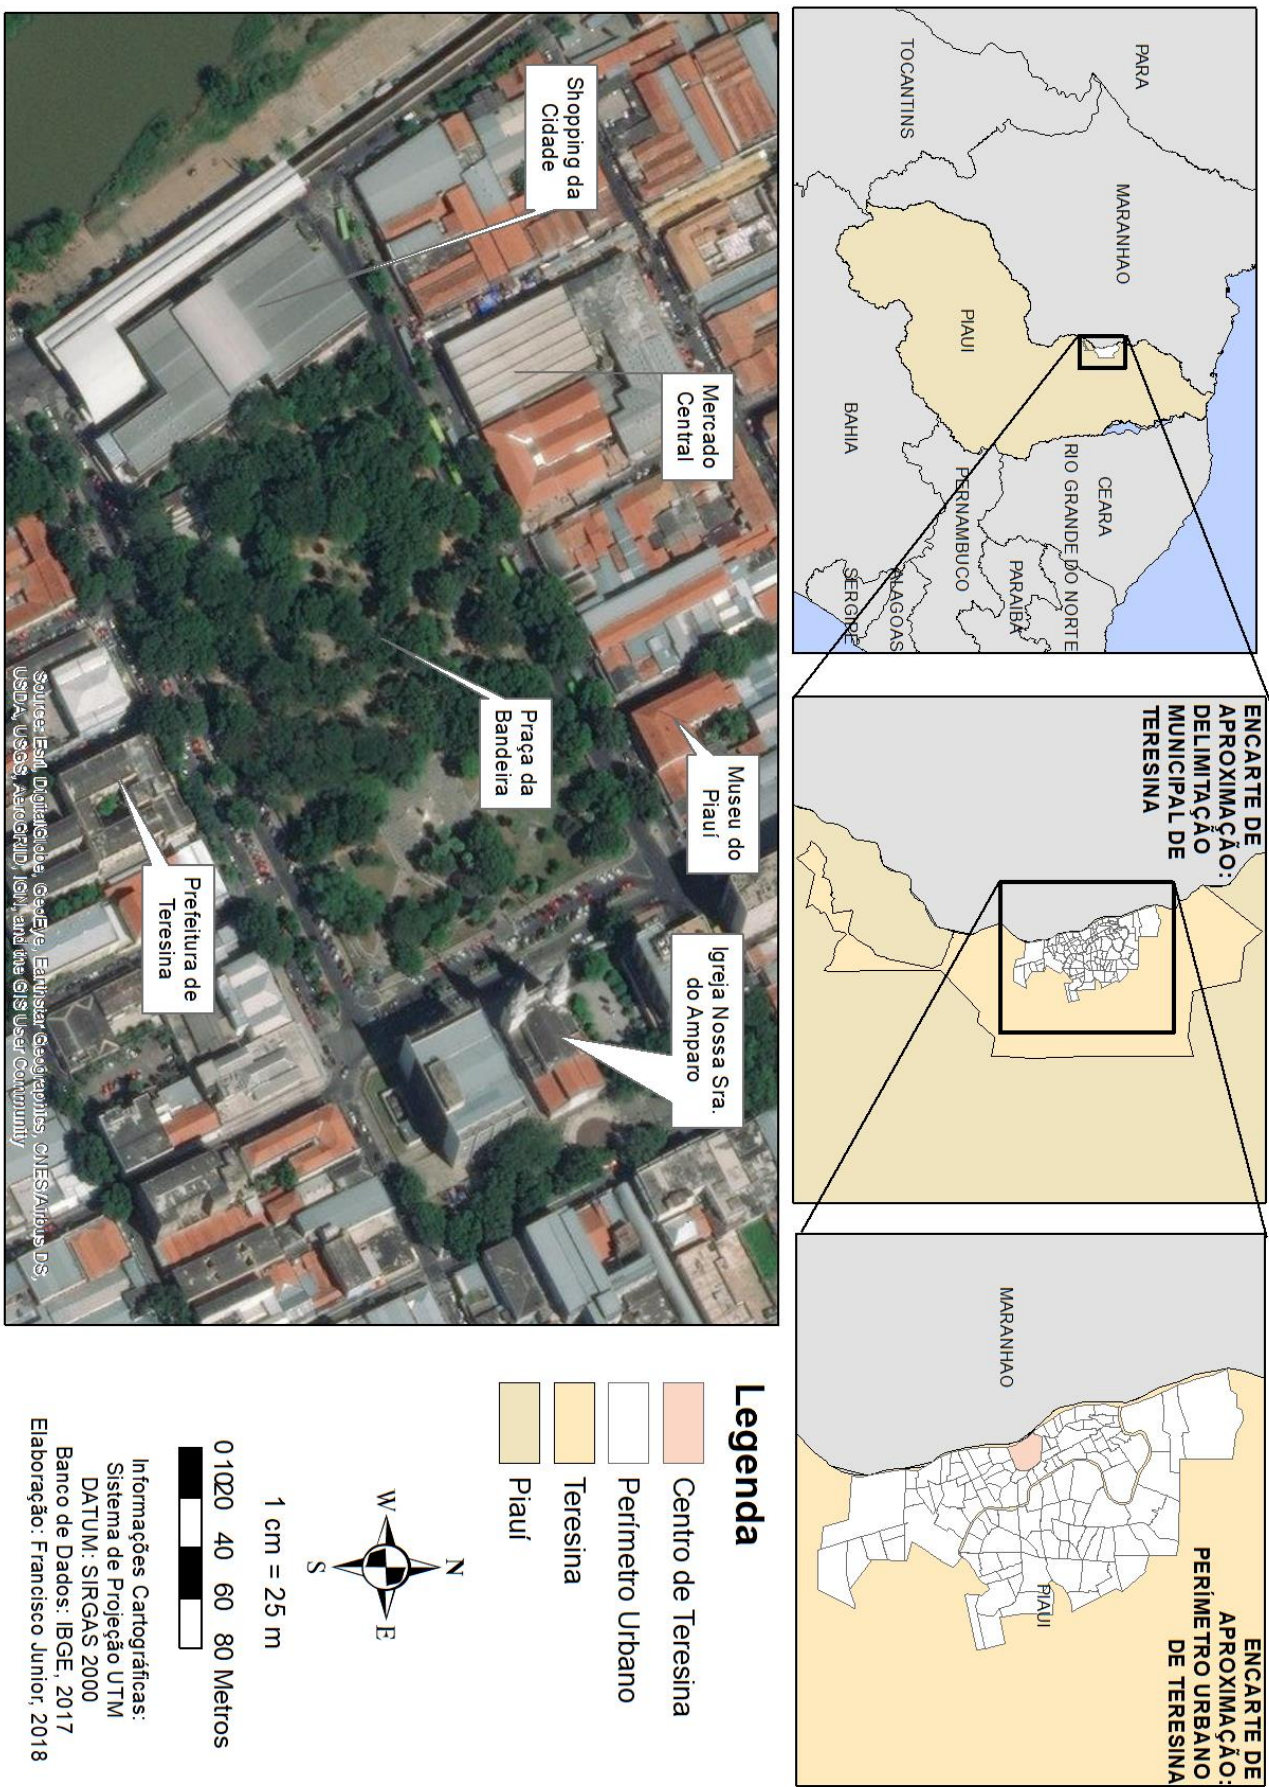 PARA
TOCANTINS
MARANHAO
PIAUI
BAHIA
CEARA
RIO GRANDE DO NORTE
PARAIBA
PERNAMBUCO
ALAGOAS
SERGIPE
ENCARTE DE
APROXIMAÇÃO:
DELIMITAÇÃO
MUNICIPAL DE
TERESINA
ENCARTE DE
APROXIMAÇÃO:
PERÍMETRO URBANO
DE TERESINA
MARANHAO
PIAUI
Shopping da
Cidade
Mercado
Central
Museu do
Piauí
Praça da
Bandeira
Igreja Nossa Sra.
do Amparo
Prefeitura de
Teresina
Source: Esri, DigitalGlobe, GeoEye, Earthstar Geographics, CNES/Airbus DS,
USDA, USGS, AeroGRID, IGN, and the GIS User Community
Legenda
Centro de Teresina
Perímetro Urbano
Teresina
Piauí
N
W
E
S
1 cm = 25 m
0 10 20 40 60 80 Metros
Informações Cartográficas:
Sistema de Projeção UTM
DATUM: SIRGAS 2000
Banco de Dados: IBGE, 2017
Elaboração: Francisco Junior, 2018